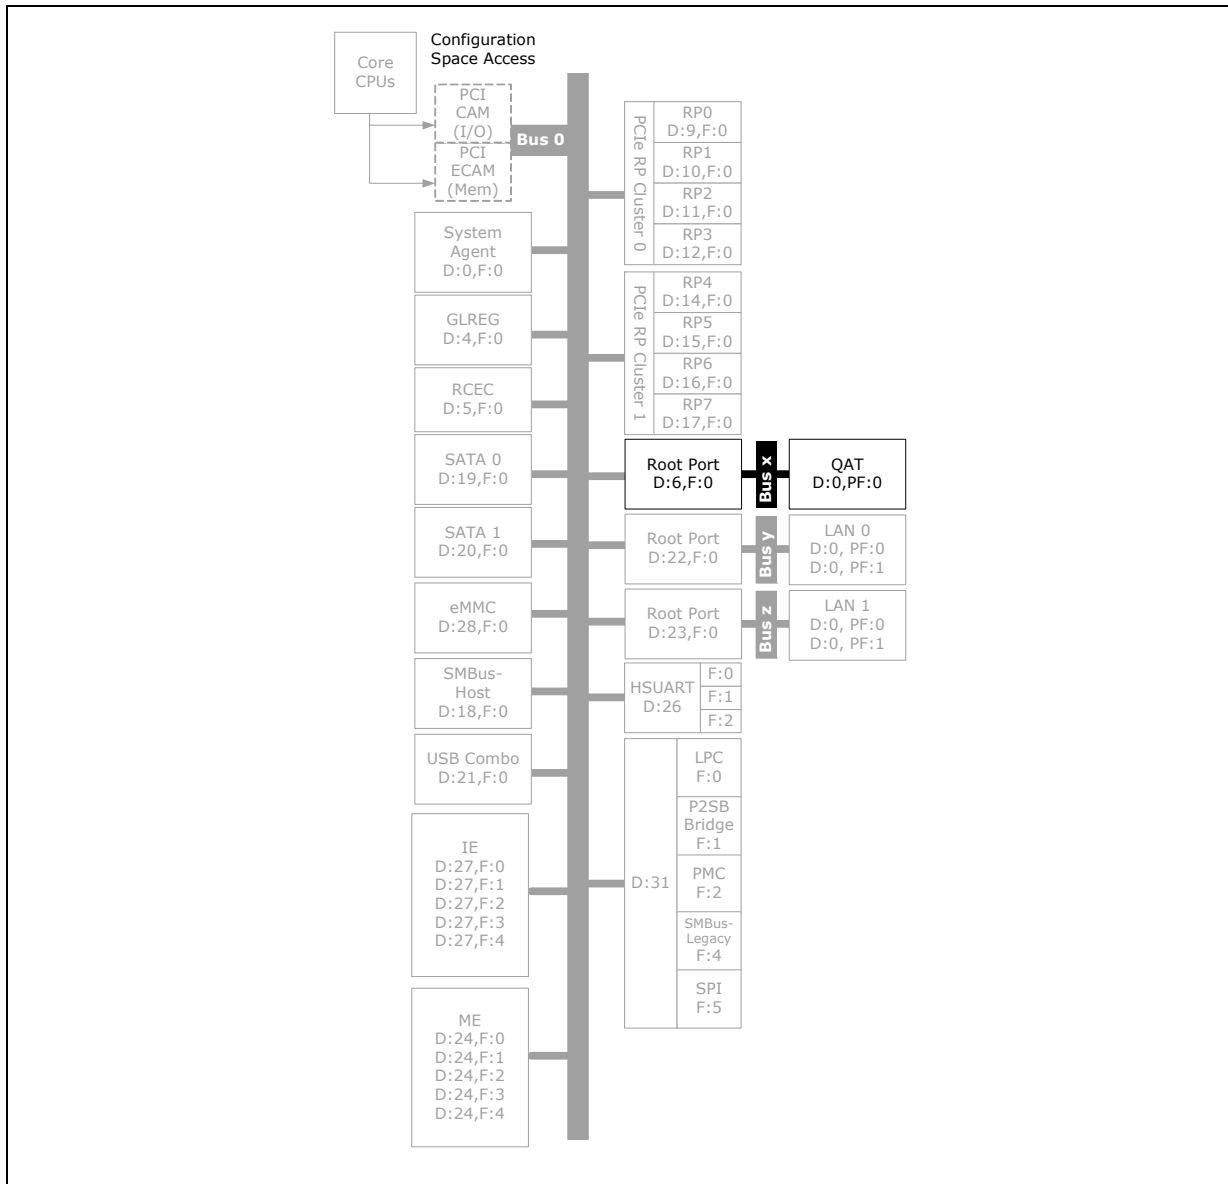 Core
CPUs
Configuration
Space Access
PCI
CAM
(I/O)
PCI
ECAM
(Mem)
Bus 0
System
Agent
D:0,F:0
GLREG
D:4,F:0
RCEC
D:5,F:0
SATA 0
D:19,F:0
SATA 1
D:20,F:0
eMMC
D:28,F:0
SMBus-
Host
D:18,F:0
USB Combo
D:21,F:0
IE
D:27,F:0
D:27,F:1
D:27,F:2
D:27,F:3
D:27,F:4
ME
D:24,F:0
D:24,F:1
D:24,F:2
D:24,F:3
D:24,F:4
PCIe RP Cluster 0
RP0
D:9,F:0
RP1
D:10,F:0
RP2
D:11,F:0
RP3
D:12,F:0
PCIe RP Cluster 1
RP4
D:14,F:0
RP5
D:15,F:0
RP6
D:16,F:0
RP7
D:17,F:0
Root Port
D:6,F:0
Bus x
QAT
D:0,PF:0
Root Port
D:22,F:0
Bus y
LAN 0
D:0, PF:0
D:0, PF:1
Root Port
D:23,F:0
Bus z
LAN 1
D:0, PF:0
D:0, PF:1
HSUART
D:26
F:0
F:1
F:2
D:31
LPC
F:0
P2SB
Bridge
F:1
PMC
F:2
SMBus-
Legacy
F:4
SPI
F:5